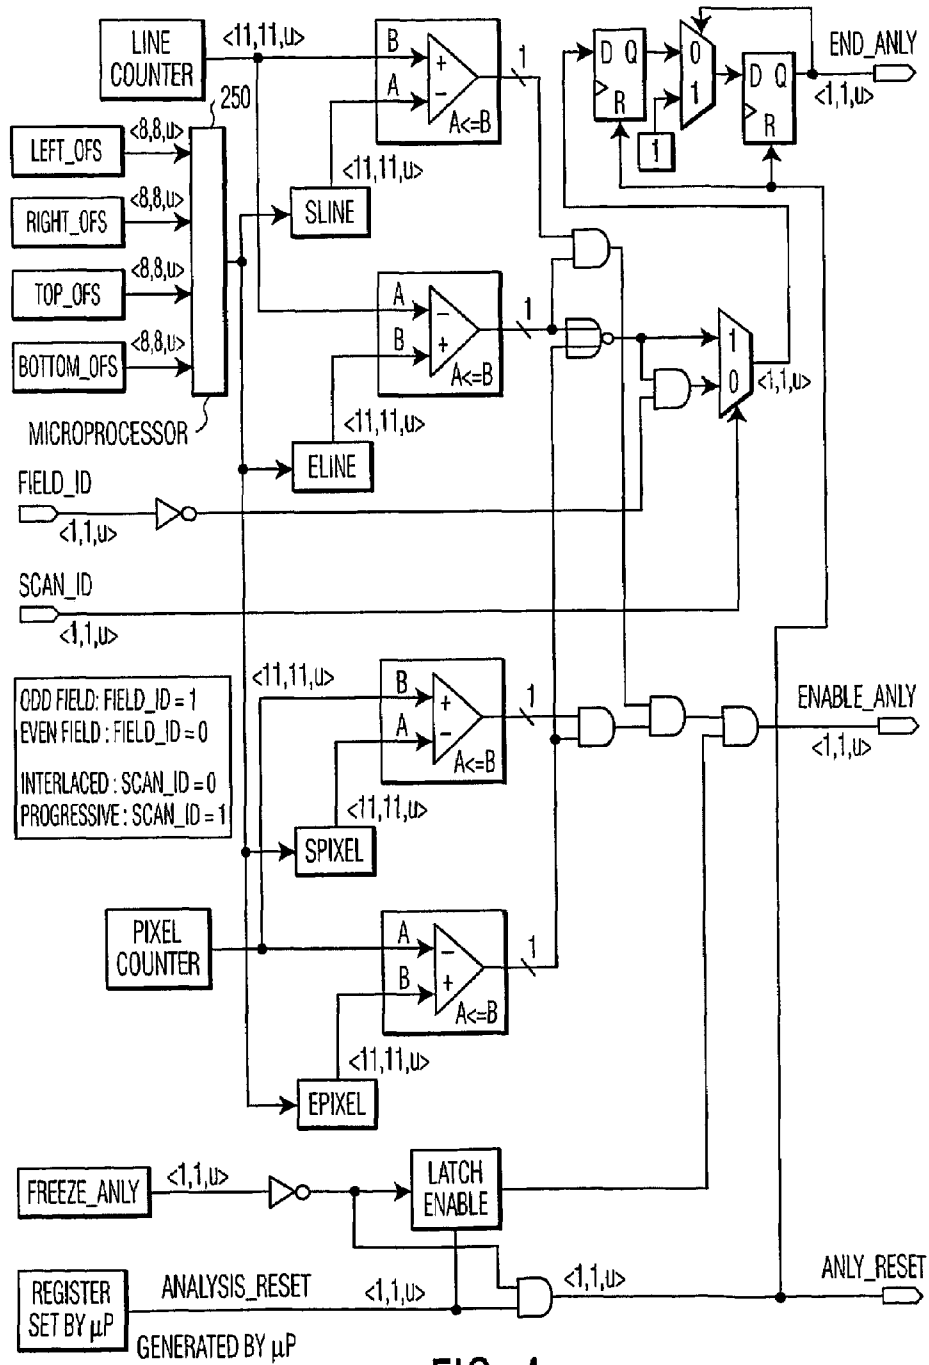 LINE
COUNTER
<11,11,u>
B
A
+
−
A<=B
1
D Q
R
0
1
1
D Q
R
END_ANLY
<1,1,u>
250
LEFT_OFS
<8,8,u>
RIGHT_OFS
<8,8,u>
TOP_OFS
<8,8,u>
BOTTOM_OFS
<8,8,u>
MICROPROCESSOR
<11,11,u>
SLINE
A
B
−
+
A<=B
1
<11,11,u>
ELINE
1
0
<1,1,u>
FIELD_ID
<1,1,u>
SCAN_ID
<1,1,u>
ODD FIELD: FIELD_ID = 1
EVEN FIELD : FIELD_ID = 0
INTERLACED : SCAN_ID = 0
PROGRESSIVE : SCAN_ID = 1
<11,11,u>
B
A
+
−
A<=B
1
<11,11,u>
SPIXEL
ENABLE_ANLY
<1,1,u>
PIXEL
COUNTER
A
B
−
+
A<=B
1
<11,11,u>
EPIXEL
FREEZE_ANLY
<1,1,u>
LATCH
ENABLE
REGISTER
SET BY µP
ANALYSIS_RESET
<1,1,u>
GENERATED BY µP
<1,1,u>
ANLY_RESET